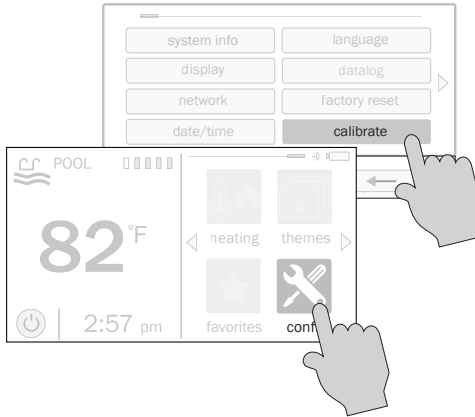 system info
language
display
datalog
network
factory reset
date/time
calibrate
POOL
82°F
heating
themes
favorites
2:57 pm